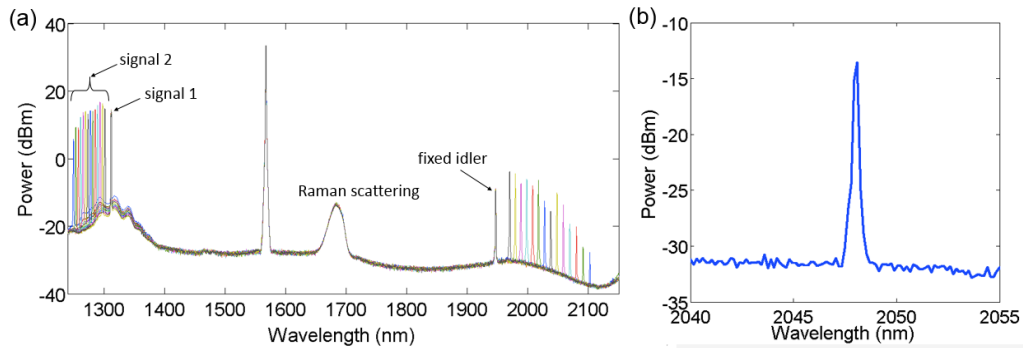 (a)
40
20
0
-20
-40
Power (dBm)
signal 2
signal 1
Raman scattering
fixed idler
1300 1400 1500 1600 1700 1800 1900 2000 2100
Wavelength (nm)
(b)
-10
-15
-20
-25
-30
-35
Power (dBm)
2040 2045 2050 2055
Wavelength (nm)